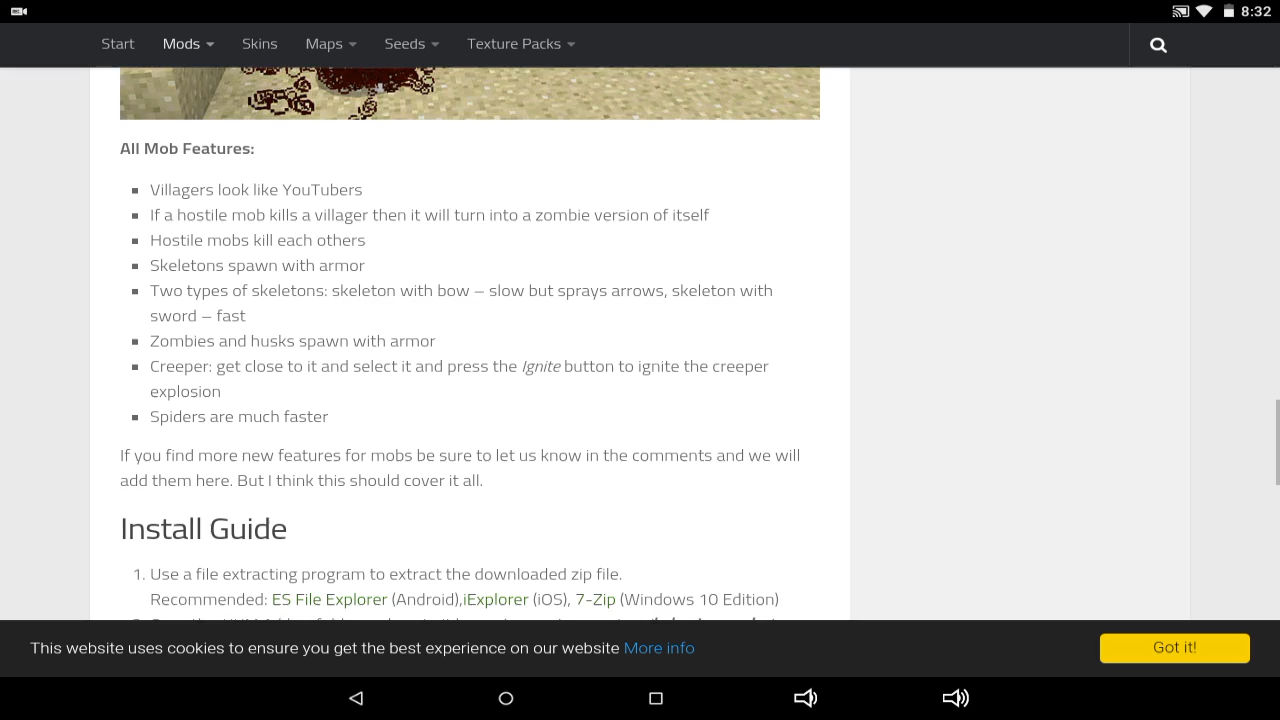 8:32
Start Mods Skins Maps Seeds Texture Packs
All Mob Features:
Villagers look like YouTubers
If a hostile mob kills a villager then it will turn into a zombie version of itself
Hostile mobs kill each others
Skeletons spawn with armor
Two types of skeletons: skeleton with bow – slow but sprays arrows, skeleton with
sword – fast
Zombies and husks spawn with armor
Creeper: get close to it and select it and press the Ignite button to ignite the creeper
explosion
Spiders are much faster
If you find more new features for mobs be sure to let us know in the comments and we will
add them here. But I think this should cover it all.
Install Guide
1. Use a file extracting program to extract the downloaded zip file.
Recommended: ES File Explorer (Android),iExplorer (iOS), 7-Zip (Windows 10 Edition)
This website uses cookies to ensure you get the best experience on our website More info
Got it!